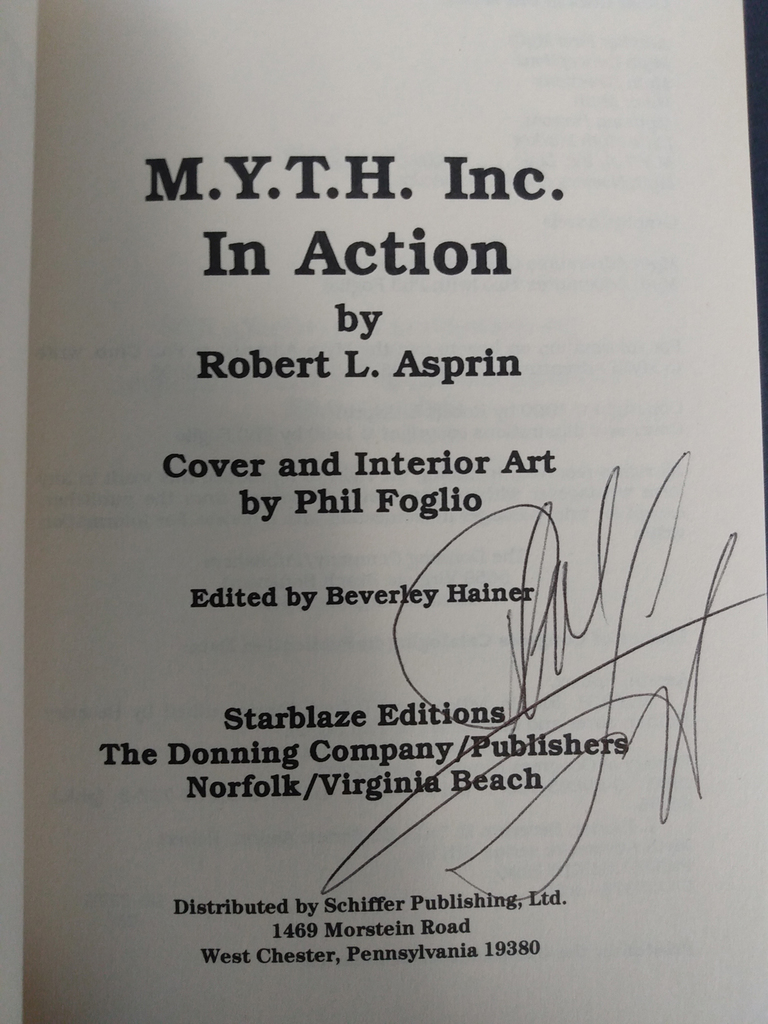 M.Y.T.H. Inc.
In Action
by
Robert L. Asprin
Cover and Interior Art
by Phil Foglio
Edited by Beverley Hainer
Starblaze Editions
The Donning Company/Publishers
Norfolk/Virginia Beach
Distributed by Schiffer Publishing, Ltd.
1469 Morstein Road
West Chester, Pennsylvania 19380